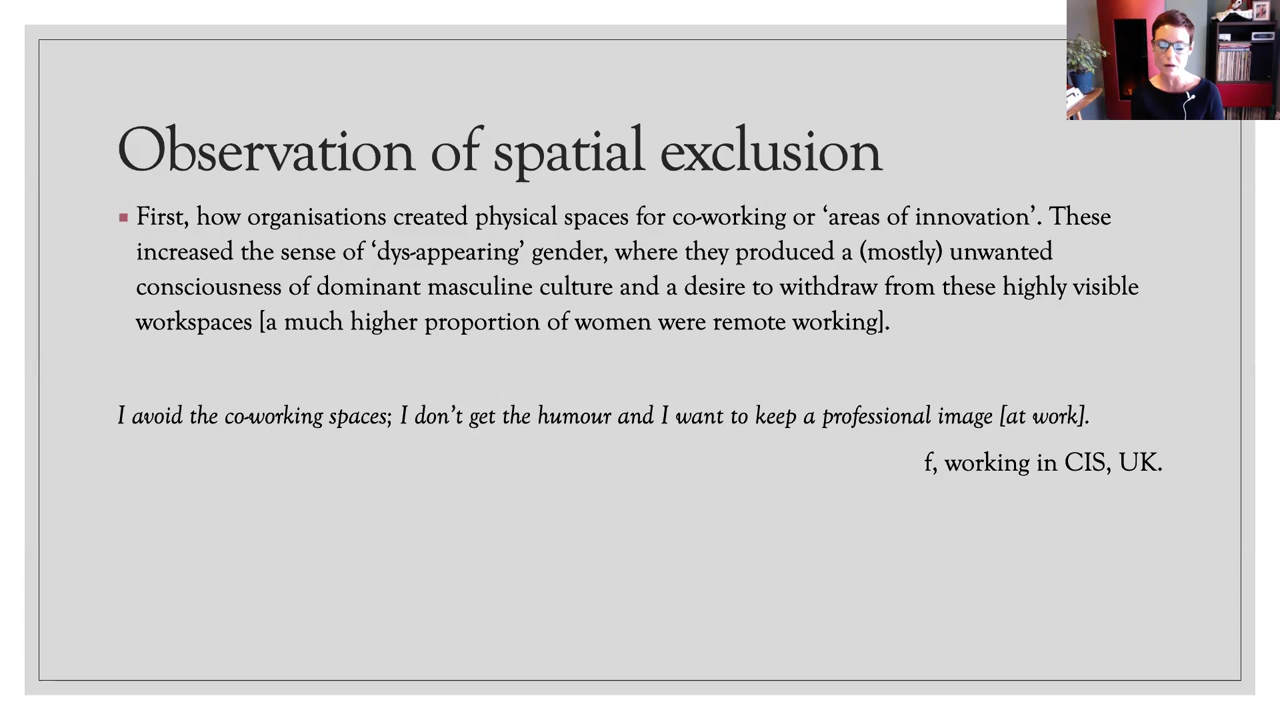 Observation of spatial exclusion
First, how organisations created physical spaces for co-working or ‘areas of innovation’. These
increased the sense of ‘dys-appearing’ gender, where they produced a (mostly) unwanted
consciousness of dominant masculine culture and a desire to withdraw from these highly visible
workspaces [a much higher proportion of women were remote working].
I avoid the co-working spaces; I don’t get the humour and I want to keep a professional image [at work].
f, working in CIS, UK.